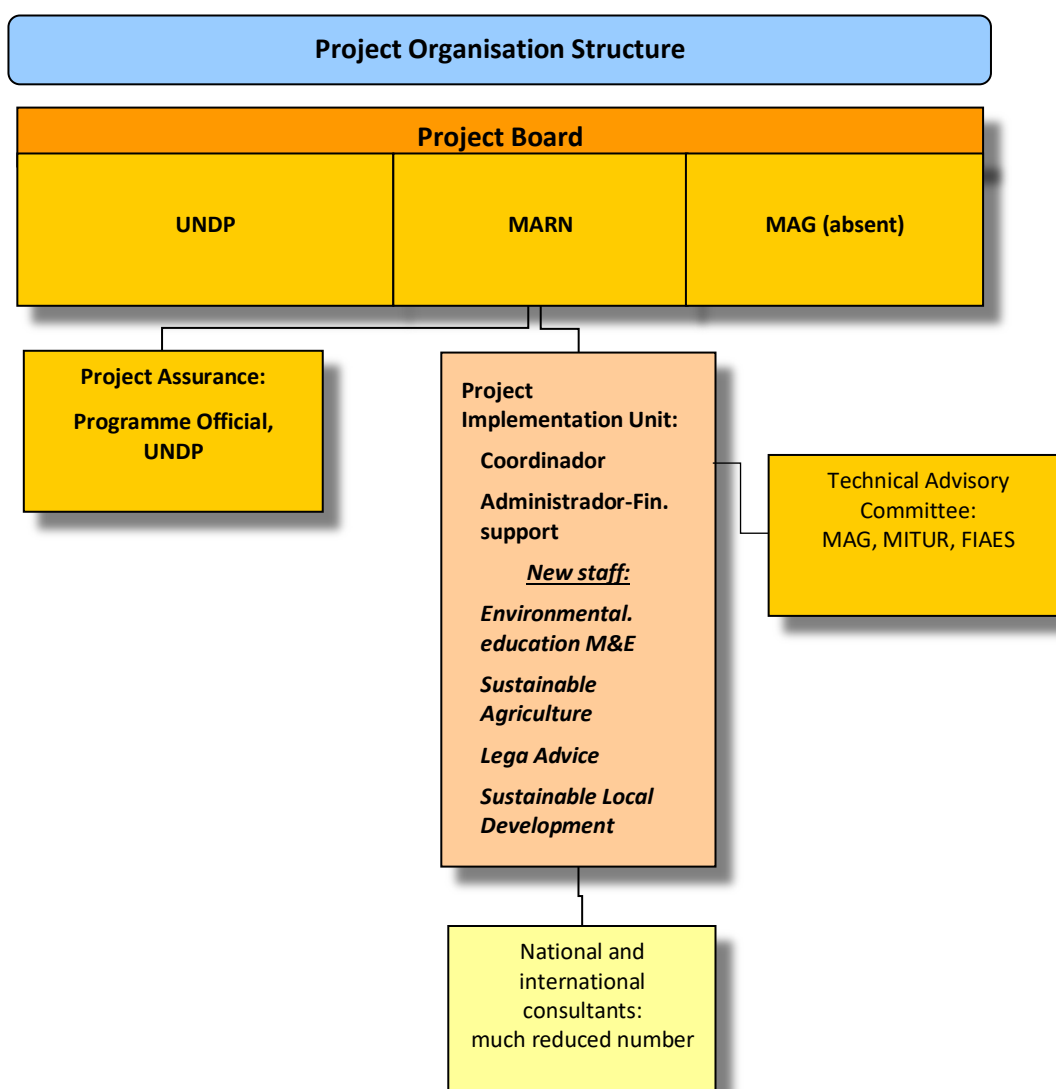 Project Organisation Structure
Project Board
UNDP
MARN
MAG (absent)
Project Assurance:
Programme Official,
UNDP
Project
Implementation Unit:
Coordinador
Administrador-Fin.
support
New staff:
Environmental.
education M&E
Sustainable
Agriculture
Lega Advice
Sustainable Local
Development
Technical Advisory
Committee:
MAG, MITUR, FIAES
National and
international
consultants:
much reduced number